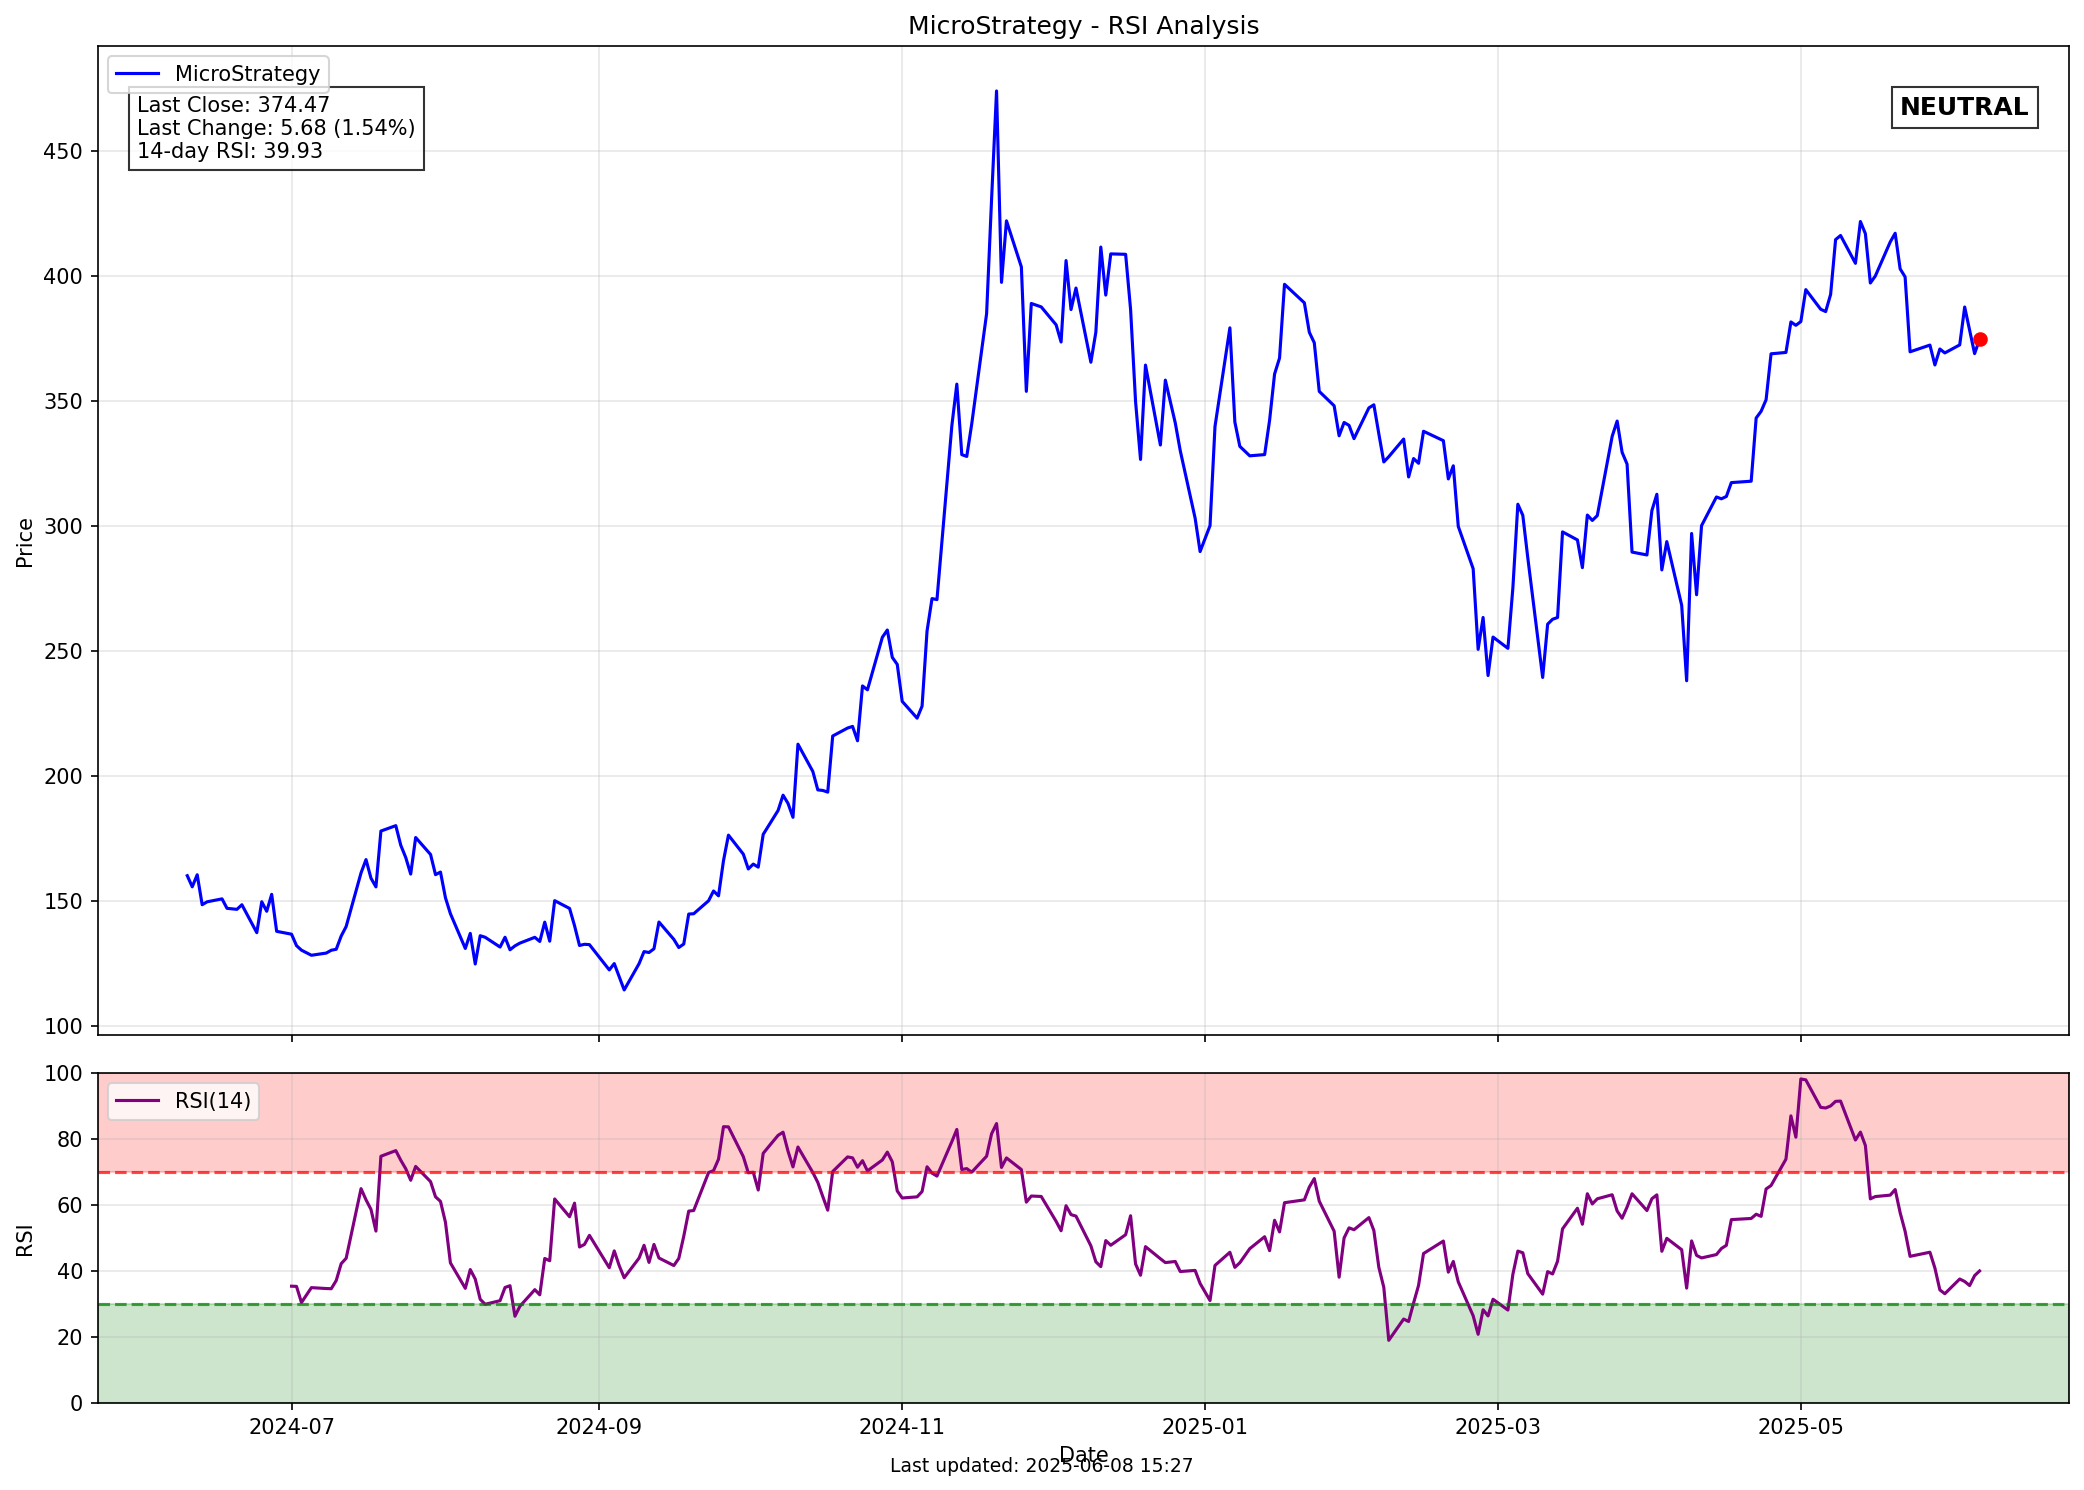 MicroStrategy - RSI Analysis
MicroStrategy
Last Close: 374.47
Last Change: 5.68 (1.54%)
14-day RSI: 39.93
NEUTRAL
Price
450
400
350
300
250
200
150
100
RSI(14)
RSI
100
80
60
40
20
0
2024-07
2024-09
2024-11
2025-01
2025-03
2025-05
Date
Last updated: 2025-06-08 15:27